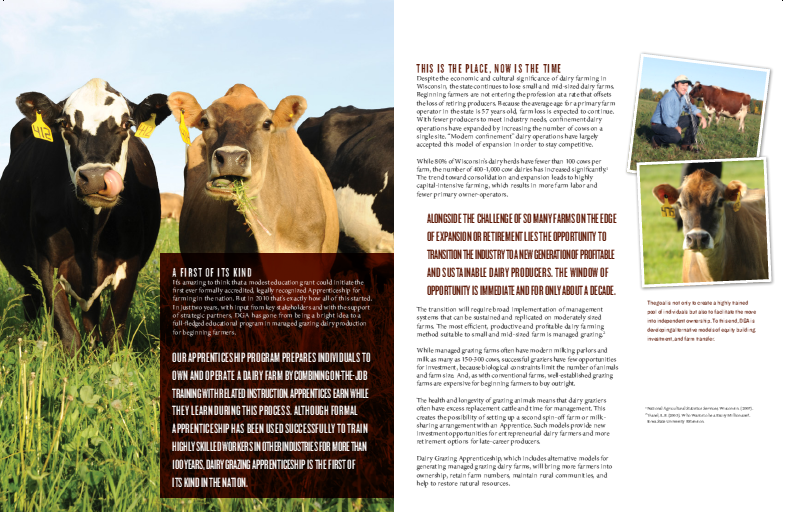 412
A FIRST OF ITS KIND
It's amazing to think that a modest education grant could initiate the
first ever formally accredited, legally recognized Apprenticeship for
farming in the nation. But in 2010 that's exactly how all of this started.
In just two years, with input from key stakeholders and with the support
of strategic partners, DGA has gone from being a bright idea to a
full-fledged educational program in managed grazing dairy production
for beginning farmers.
OUR APPRENTICESHIP PROGRAM PREPARES INDIVIDUALS TO
OWN AND OPERATE A DAIRY FARM BY COMBINING ON-THE-JOB
TRAINING WITH RELATED INSTRUCTION. APPRENTICES EARN WHILE
THEY LEARN DURING THIS PROCESS. ALTHOUGH FORMAL
APPRENTICESHIP HAS BEEN USED SUCCESSFULLY TO TRAIN
HIGHLY SKILLED WORKERS IN OTHER INDUSTRIES FOR MORE THAN
100 YEARS, DAIRY GRAZING APPRENTICESHIP IS THE FIRST OF
ITS KIND IN THE NATION.
THIS IS THE PLACE, NOW IS THE TIME
Despite the economic and cultural significance of dairy farming in
Wisconsin, the state continues to lose small and mid-sized dairy farms.
Beginning farmers are not entering the profession at a rate that offsets
the loss of retiring producers. Because the average age for a primary farm
operator in the state is 57 years old, farm loss is expected to continue.
With fewer producers to meet industry needs, confinement dairy
operations have expanded by increasing the number of cows on a
single site. "Modern confinement" dairy operations have largely
accepted this model of expansion in order to stay competitive.
While 80% of Wisconsin's dairy herds have fewer than 100 cows per
farm, the number of 400-1,000 cow dairies has increased significantly¹
The trend toward consolidation and expansion leads to highly
capital-intensive farming, which results in more farm labor and
fewer primary owner-operators.
ALONGSIDE THE CHALLENGE OF SO MANY FARMS ON THE EDGE
OF EXPANSION OR RETIREMENT LIES THE OPPORTUNITY TO
TRANSITION THE INDUSTRY TO A NEW GENERATION OF PROFITABLE
AND SUSTAINABLE DAIRY PRODUCERS. THE WINDOW OF
OPPORTUNITY IS IMMEDIATE AND FOR ONLY ABOUT A DECADE.
The transition will require broad implementation of management
systems that can be sustained and replicated on moderately sized
farms. The most efficient, productive and profitable dairy farming
method suitable to small and mid-sized farm is managed grazing.²
While managed grazing farms often have modern milking parlors and
milk as many as 150-300 cows, successful graziers have few opportunities
for investment, because biological constraints limit the number of animals
and farm size. And, as with conventional farms, well-established grazing
farms are expensive for beginning farmers to buy outright.
The health and longevity of grazing animals means that dairy graziers
often have excess replacement cattle and time for management. This
creates the possibility of setting up a second spin-off farm or milk-
sharing arrangement with an Apprentice. Such models provide new
investment opportunities for entrepreneurial dairy farmers and more
retirement options for late-career producers.
Dairy Grazing Apprenticeship, which includes alternative models for
generating managed grazing dairy farms, will bring more farmers into
ownership, retain farm numbers, maintain rural communities, and
help to restore natural resources.
The goal is not only to create a highly trained
pool of individuals but also to facilitate the move
into independent ownership. To this end, DGA is
developing alternative models of equity building,
investment, and farm transfer.
National Agricultural Statistics Services, Wisconsin. (2007).
Iowa State University Extension